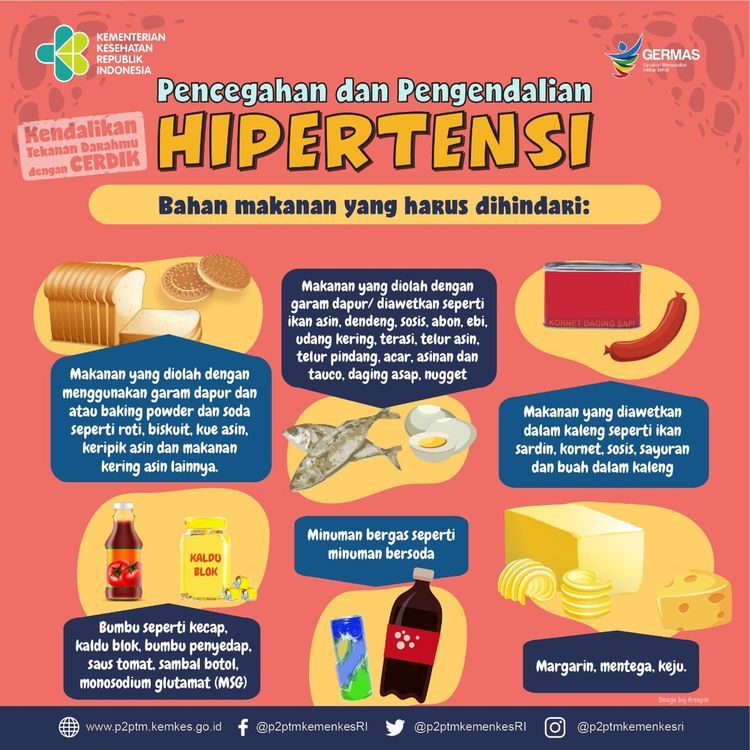 KEMENTERIAN
KESEHATAN
REPUBLIK
INDONESIA
GERMAS
Gerakan Masyarakat
Hidup Sehat
Pencegahan dan Pengendalian
HIPERTENSI
Kendalikan
Tekanan Darahmu
dengan CERDIK
Bahan makanan yang harus dihindari:
Makanan yang diolah dengan
menggunakan garam dapur dan
atau baking powder dan soda
seperti roti, biskuit, kue asin,
keripik asin dan makanan
kering asin lainnya.
Makanan yang diolah dengan
garam dapur/ diawetkan seperti
ikan asin, dendeng, sosis, abon, ebi,
udang kering, terasi, telur asin,
telur pindang, acar, asinan dan
tauco, daging asap, nugget
KORNET DAGING SAPI
Makanan yang diawetkan
dalam kaleng seperti ikan
sardin, kornet, sosis, sayuran
dan buah dalam kaleng
KALDU
BLOK
Bumbu seperti kecap,
kaldu blok, bumbu penyedap,
saus tomat, sambal botol,
monosodium glutamat (MSG)
Minuman bergas seperti
minuman bersoda
Margarin, mentega, keju.
Image by freepik
www.p2ptm.kemkes.go.id
@p2ptmkemenkesRI
@p2ptmkemenkesRI
@p2ptmkemenkesri